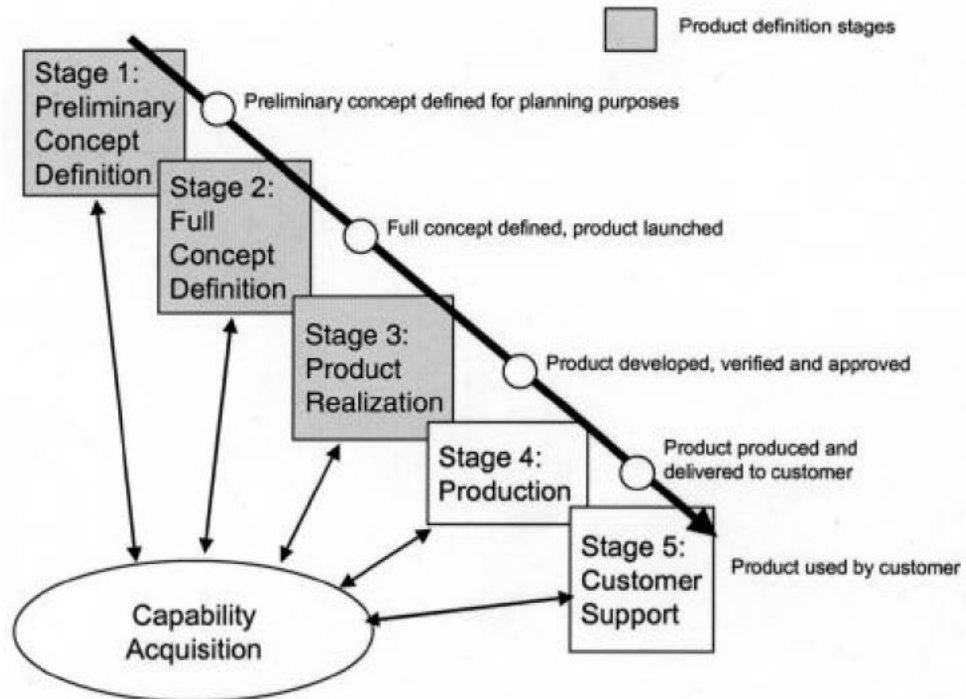 Product definition stages
Stage 1:
Preliminary
Concept
Definition
Preliminary concept defined for planning purposes
Stage 2:
Full
Concept
Definition
Full concept defined, product launched
Stage 3:
Product
Realization
Product developed, verified and approved
Stage 4:
Production
Product produced and
delivered to customer
Stage 5:
Customer
Support
Product used by customer
Capability
Acquisition